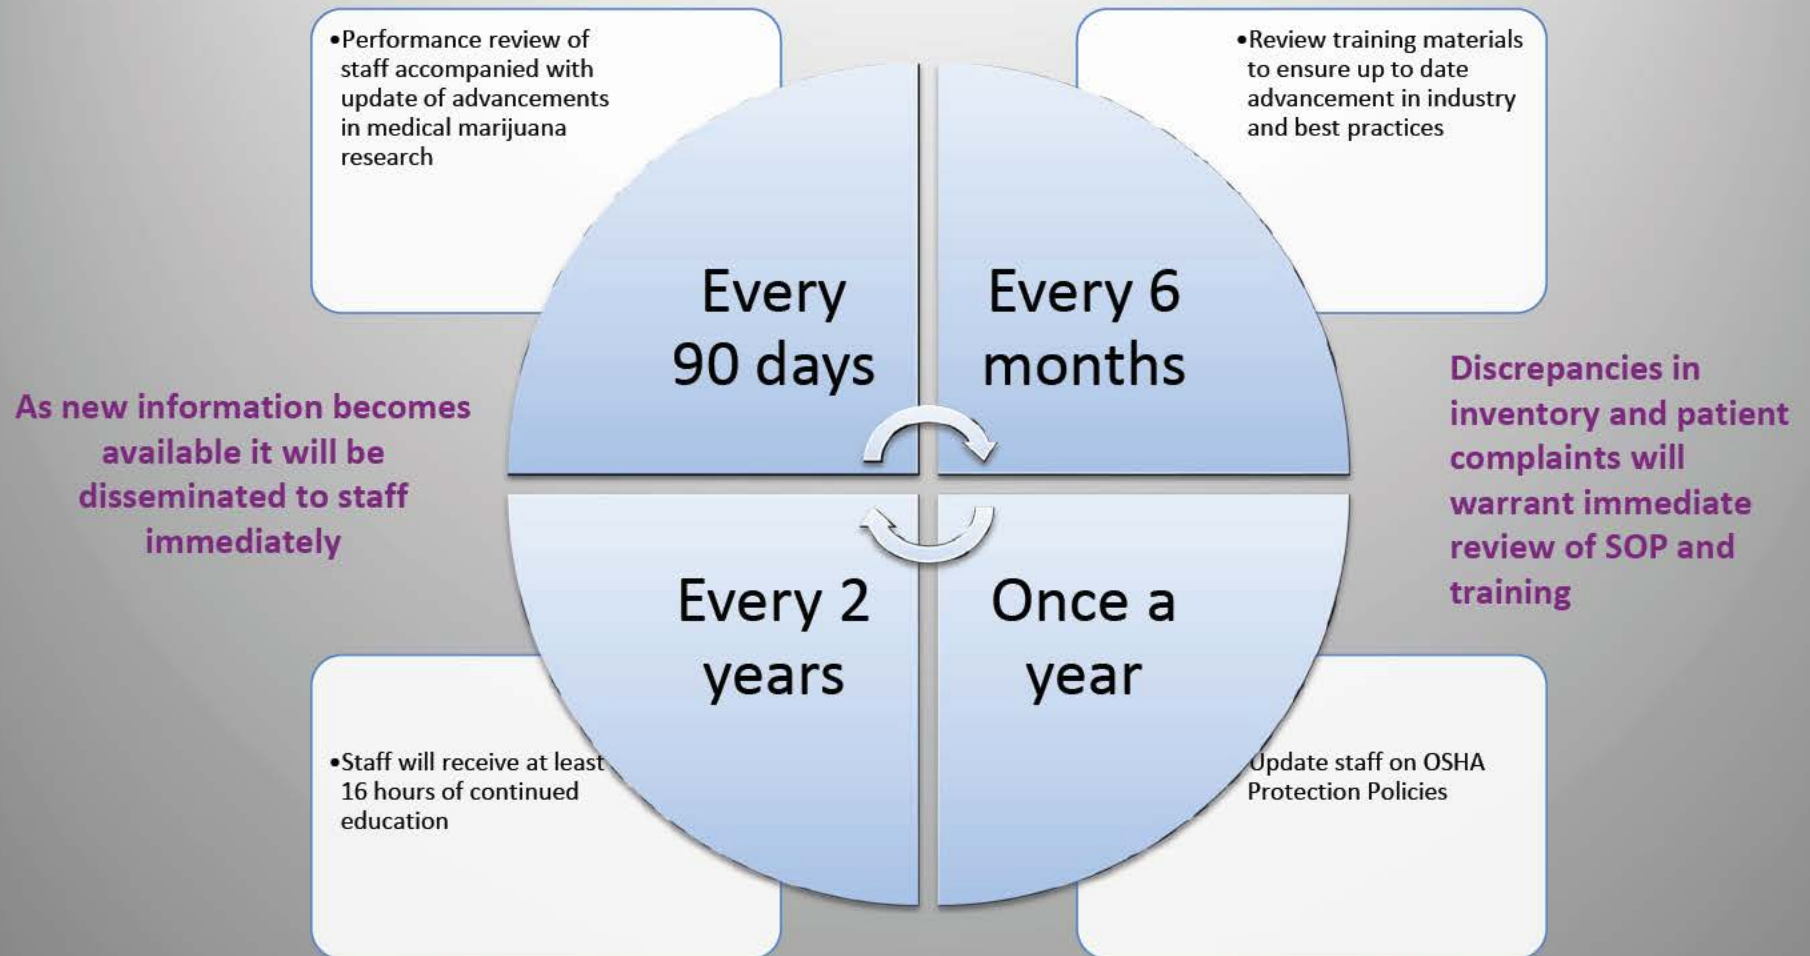 •Performance review of
staff accompanied with
update of advancements
in medical marijuana
research
•Review training materials
to ensure up to date
advancement in industry
and best practices
Every
90 days
Every 6
months
As new information becomes
available it will be
disseminated to staff
immediately
Discrepancies in
inventory and patient
complaints will
warrant immediate
review of SOP and
training
Every 2
years
Once a
year
•Staff will receive at least
16 hours of continued
education
Update staff on OSHA
Protection Policies